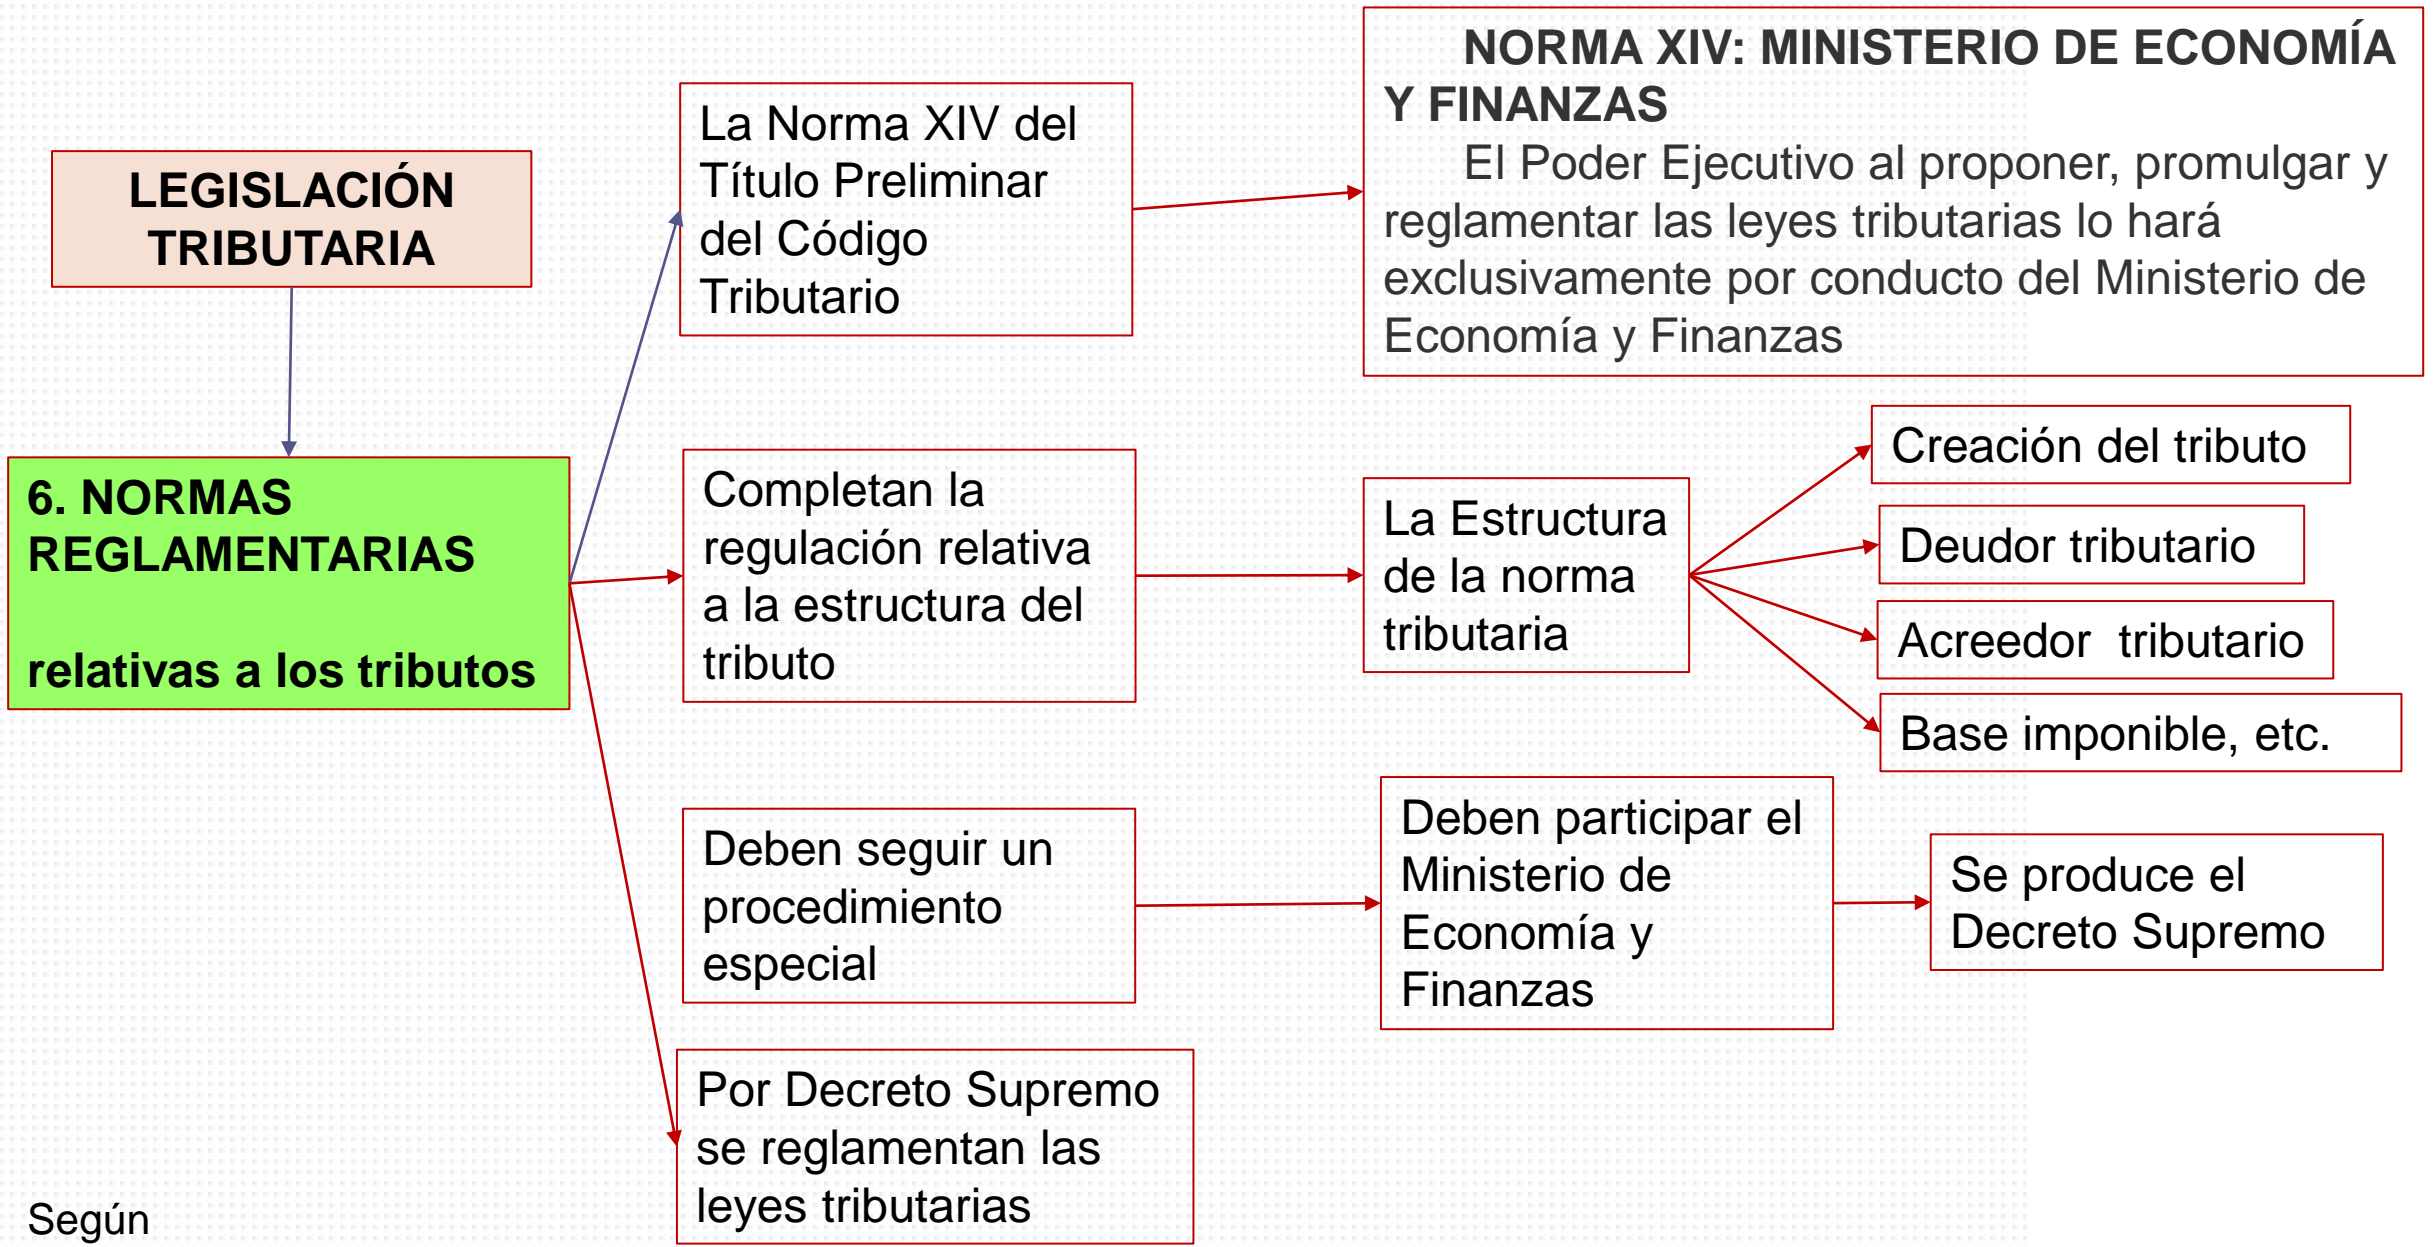 LEGISLACIÓN
TRIBUTARIA
6. NORMAS
REGLAMENTARIAS
relativas a los tributos
La Norma XIV del
Título Preliminar
del Código
Tributario
NORMA XIV: MINISTERIO DE ECONOMÍA
Y FINANZAS
El Poder Ejecutivo al proponer, promulgar y
reglamentar las leyes tributarias lo hará
exclusivamente por conducto del Ministerio de
Economía y Finanzas
Completan la
regulación relativa
a la estructura del
tributo
La Estructura
de la norma
tributaria
Creación del tributo
Deudor tributario
Acreedor  tributario
Base imponible, etc.
Deben seguir un
procedimiento
especial
Deben participar el
Ministerio de
Economía y
Finanzas
Se produce el
Decreto Supremo
Por Decreto Supremo
se reglamentan las
leyes tributarias
Según